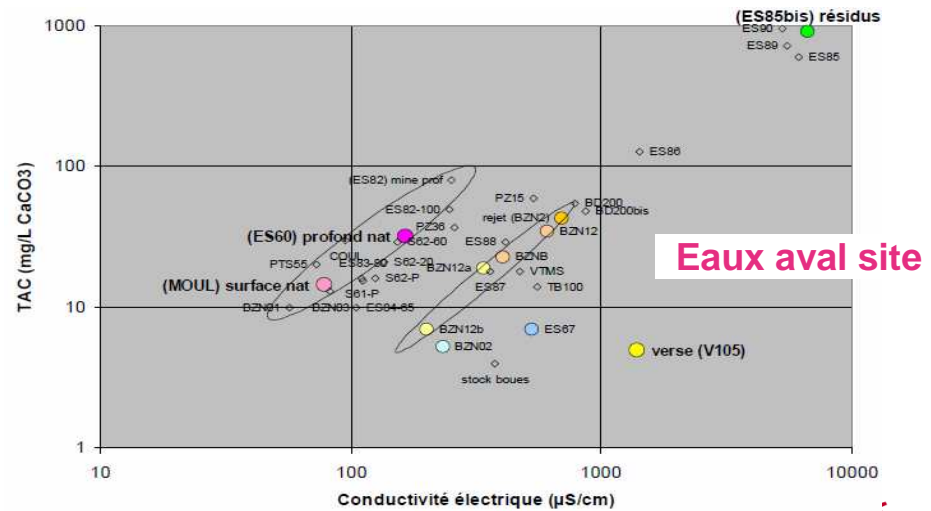 (ES85bis) résidus
1000
ES90
ES89
ES85
ES86
100
(ES82) mine prof
PZ15
BD200
BD200bis
ES82-100
rejet (BZN2)
PZ36
BZN12
(ES60) profond nat
S62-60
ES88
COUL
BZNB
Eaux aval site
PTS55
ES83-80
S62-20
BZN12a
VTMS
S62-P
ES87
TB100
(MOUL) surface nat
S61-P
BZN01
BZN03
ES84-65
10
BZN12b
ES67
BZN02
verse (V105)
stock boues
1
10
100
1000
10000
TAC (mg/L CaCO3)
Conductivité électrique (µS/cm)